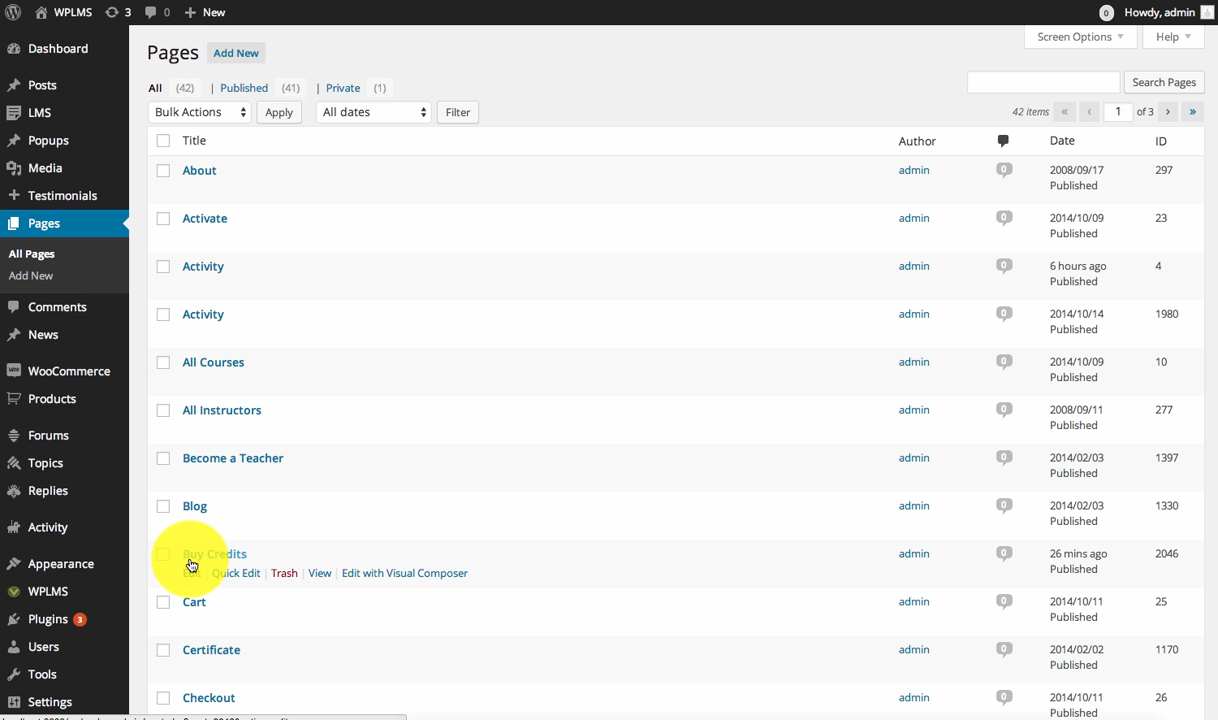 WPLMS 3 0 New 0 Howdy, admin
Screen Options Help
Dashboard
Posts
LMS
Popups
Media
Testimonials
Pages
All Pages
Add New
Comments
News
WooCommerce
Products
Forums
Topics
Replies
Activity
Appearance
WPLMS
Plugins 3
Users
Tools
Settings
Pages Add New
All (42) | Published (41) | Private (1)
Search Pages
Bulk Actions Apply All dates Filter 42 items « ‹ 1 of 3 › »
Title Author Date ID
About admin 0 2008/09/17 297
Published
Activate admin 0 2014/10/09 23
Published
Activity admin 0 6 hours ago 4
Published
Activity admin 0 2014/10/14 1980
Published
All Courses admin 0 2014/10/09 10
Published
All Instructors admin 0 2008/09/11 277
Published
Become a Teacher admin 0 2014/02/03 1397
Published
Blog admin 0 2014/02/03 1330
Published
Buy Credits admin 0 26 mins ago 2046
Edit | Quick Edit | Trash | View | Edit with Visual Composer Published
Cart admin 0 2014/10/11 25
Published
Certificate admin 0 2014/02/02 1170
Published
Checkout admin 0 2014/10/11 26
Published